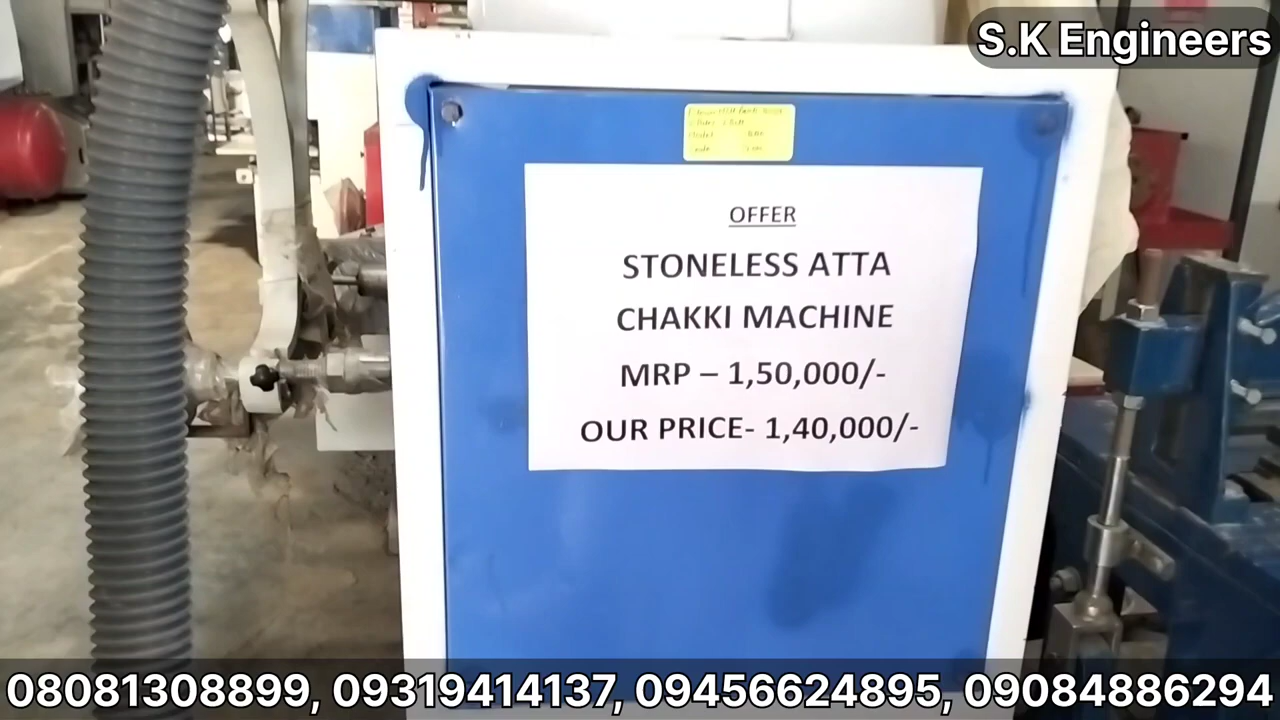 S.K Engineers
OFFER
STONELESS ATTA
CHAKKI MACHINE
MRP – 1,50,000/-
OUR PRICE- 1,40,000/-
08081308899, 09319414137, 09456624895, 09084886294